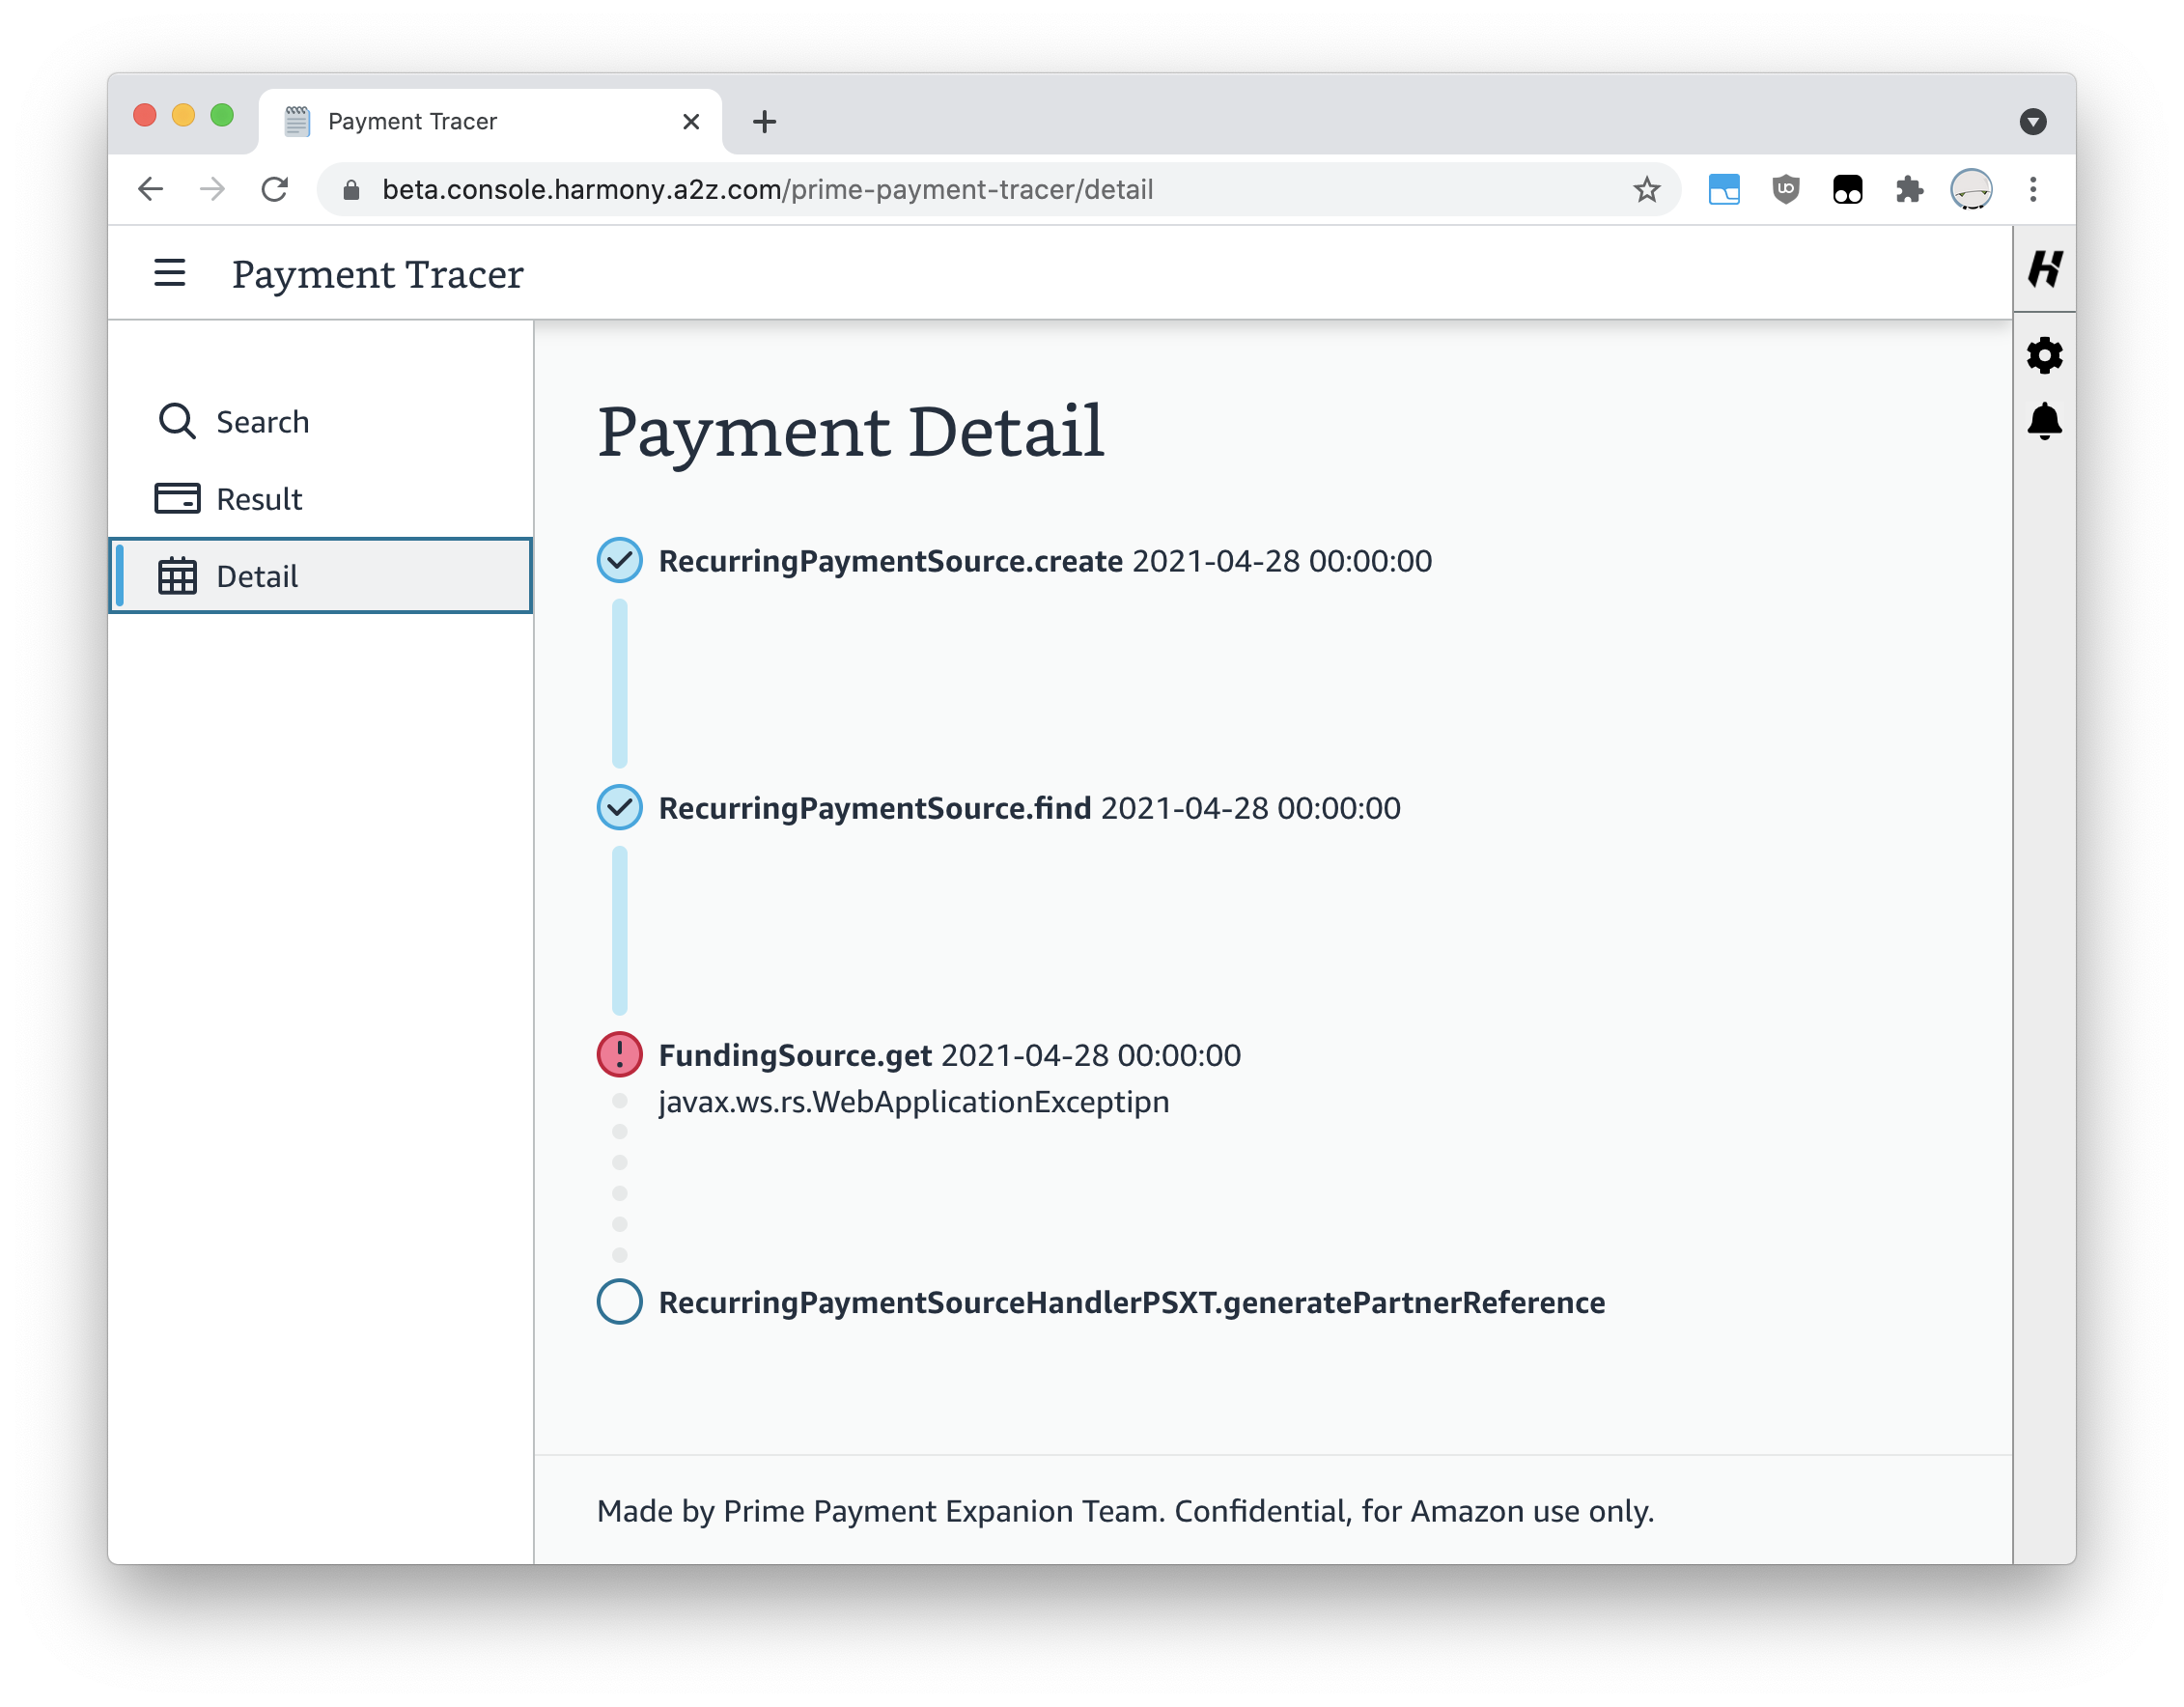 Payment Tracer
beta.console.harmony.a2z.com/prime-payment-tracer/detail
Payment Tracer
Search
Result
Detail
Payment Detail
RecurringPaymentSource.create 2021-04-28 00:00:00
RecurringPaymentSource.find 2021-04-28 00:00:00
FundingSource.get 2021-04-28 00:00:00
javax.ws.rs.WebApplicationExceptipn
RecurringPaymentSourceHandlerPSXT.generatePartnerReference
Made by Prime Payment Expanion Team. Confidential, for Amazon use only.